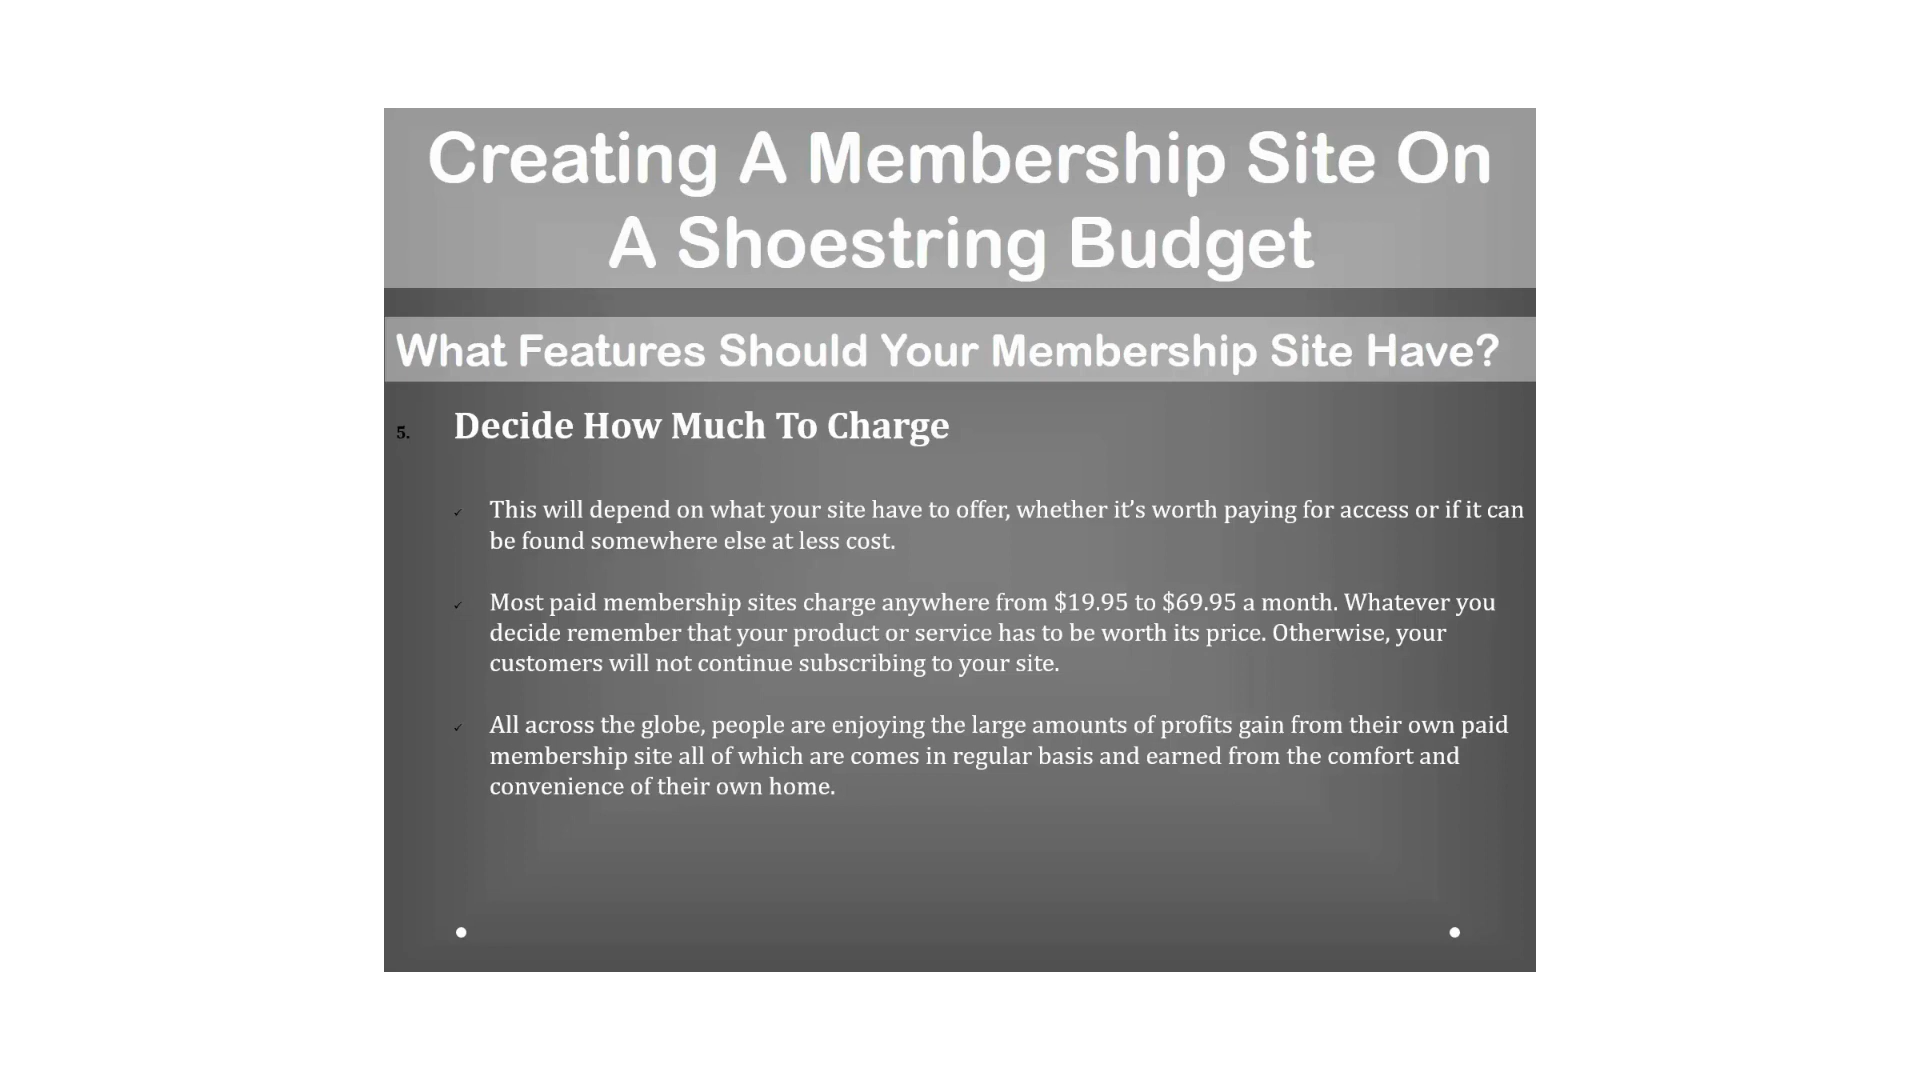 Creating A Membership Site On
A Shoestring Budget
What Features Should Your Membership Site Have?
5. Decide How Much To Charge
✓ This will depend on what your site have to offer, whether it’s worth paying for access or if it can
be found somewhere else at less cost.
✓ Most paid membership sites charge anywhere from $19.95 to $69.95 a month. Whatever you
decide remember that your product or service has to be worth its price. Otherwise, your
customers will not continue subscribing to your site.
✓ All across the globe, people are enjoying the large amounts of profits gain from their own paid
membership site all of which are comes in regular basis and earned from the comfort and
convenience of their own home.